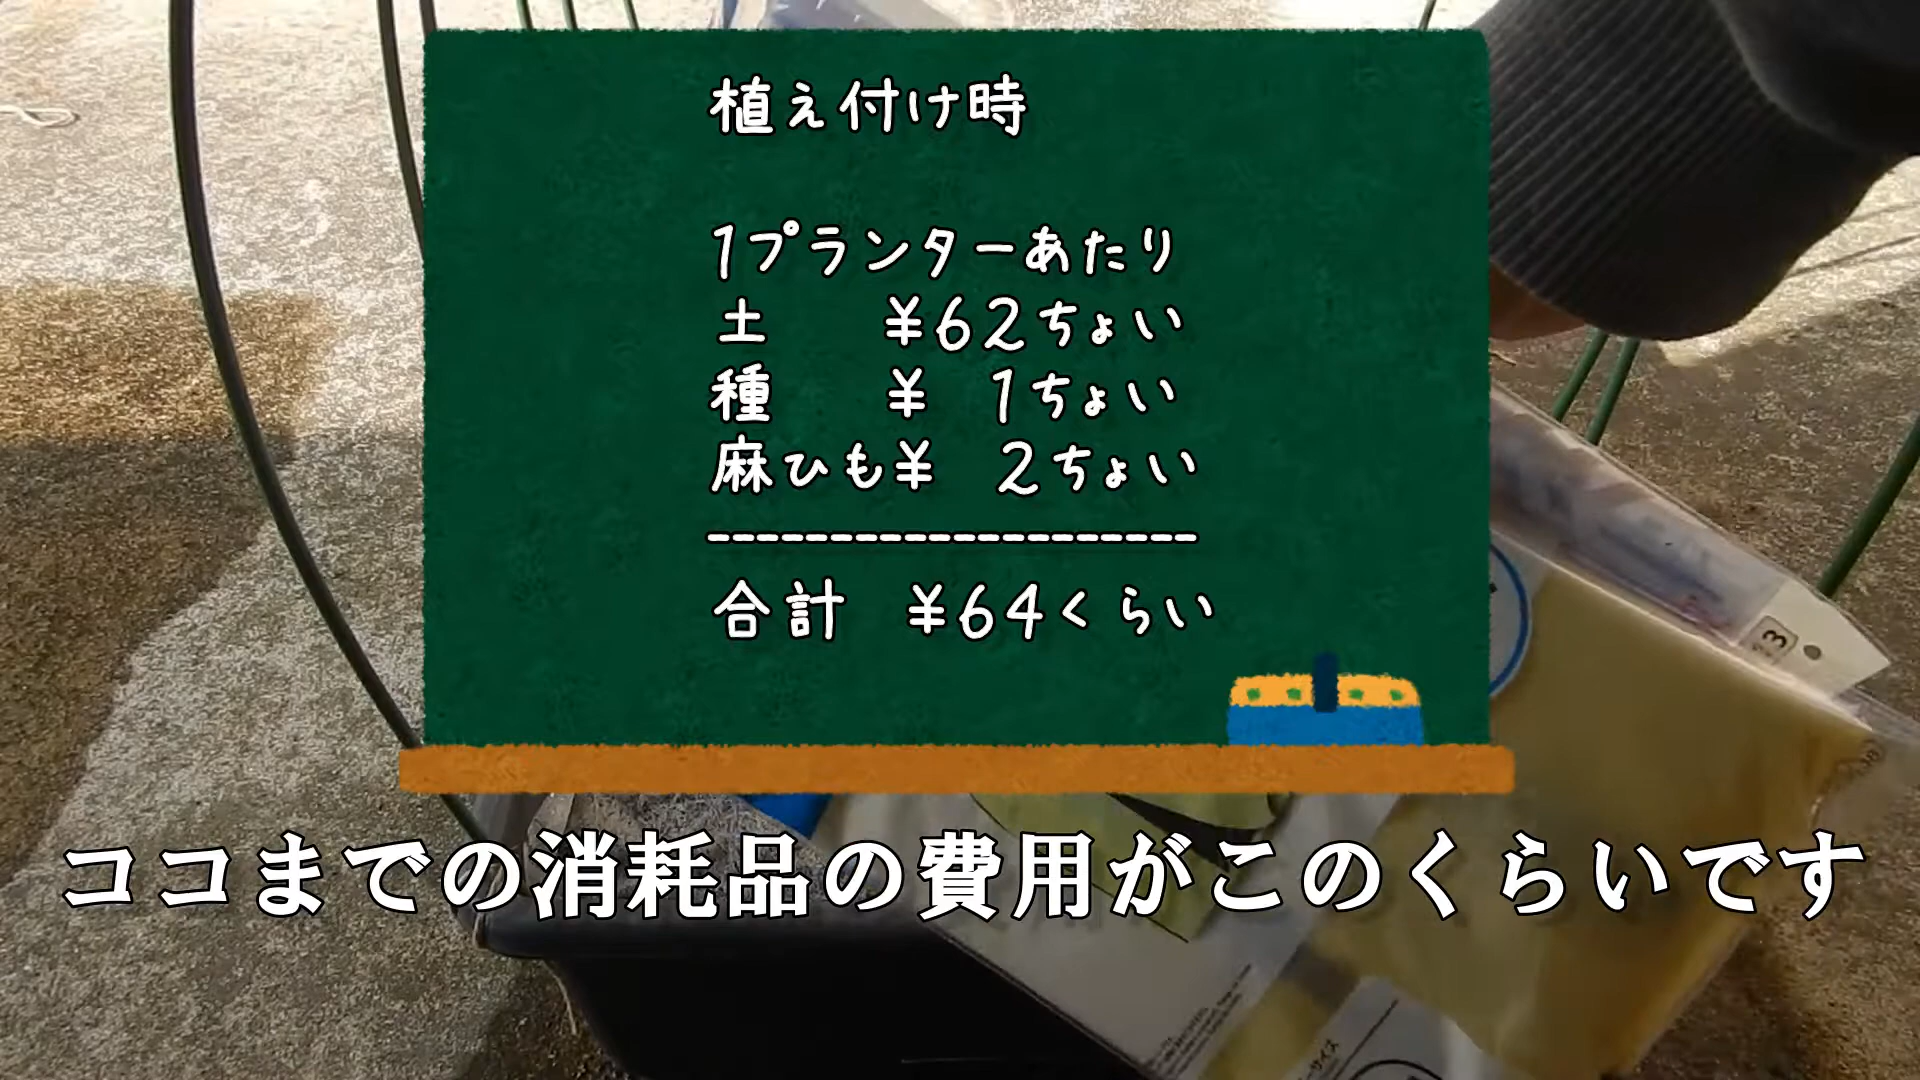 植え付け時
1プランターあたり
土 ¥62ちょい
種 ¥ 1ちょい
麻ひも¥ 2ちょい
--------------------
合計 ¥64くらい
3
ココまでの消耗品の費用がこのくらいです